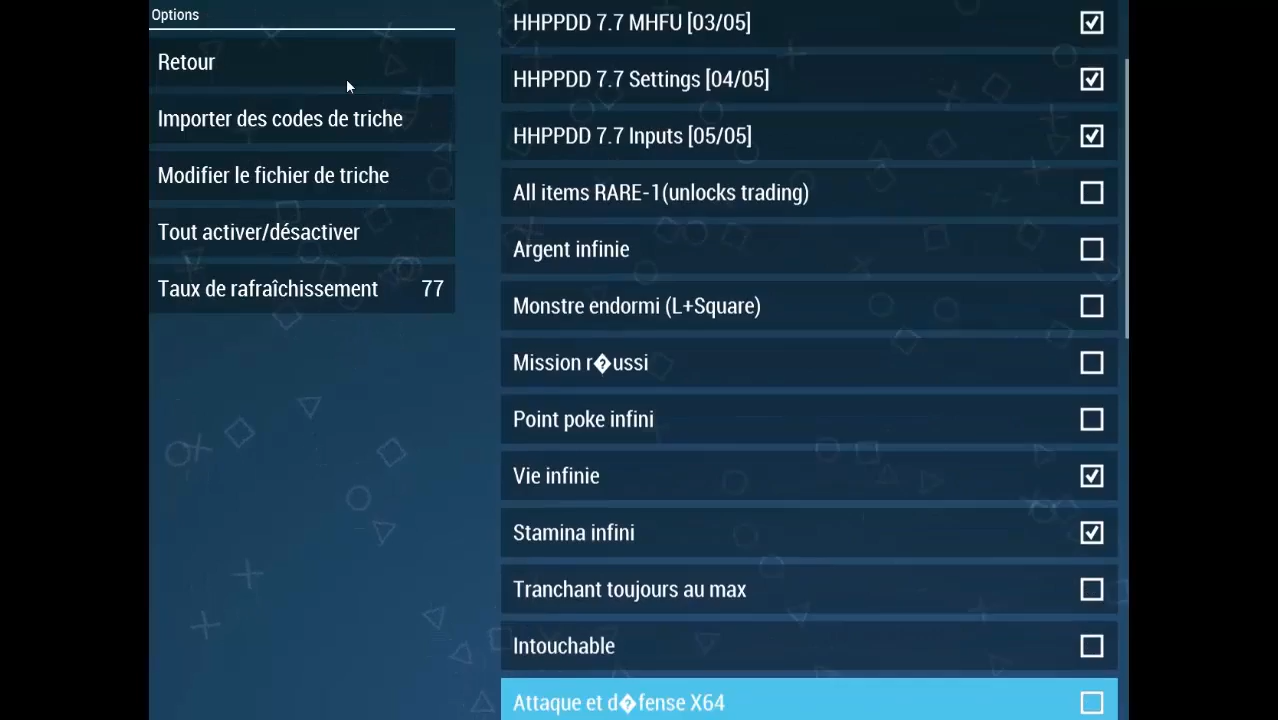 Options
Retour
Importer des codes de triche
Modifier le fichier de triche
Tout activer/désactiver
Taux de rafraîchissement 77
HHPPDD 7.7 MHFU [03/05]
HHPPDD 7.7 Settings [04/05]
HHPPDD 7.7 Inputs [05/05]
All items RARE-1(unlocks trading)
Argent infinie
Monstre endormi (L+Square)
Mission r�ussi
Point poke infini
Vie infinie
Stamina infini
Tranchant toujours au max
Intouchable
Attaque et d�fense X64